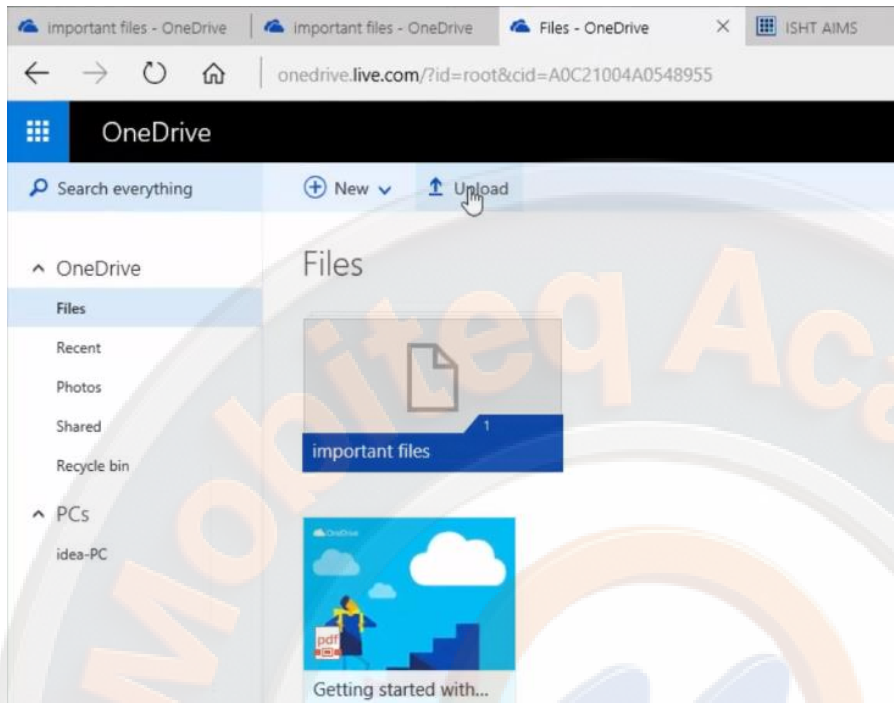 important files - OneDrive
important files - OneDrive
Files - OneDrive
ISHT AIMS
onedrive.live.com/?id=root&cid=A0C21004A0548955
OneDrive
Search everything
New
Upload
OneDrive
Files
Recent
Photos
Shared
Recycle bin
PCs
idea-PC
Files
1
important files
OneDrive
pdf
Getting started with...
Mobiteq Ac